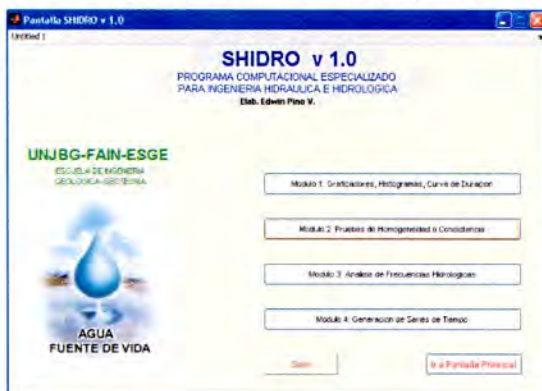 Pantalla SHIDRO v 1.0
Untitled 1
SHIDRO v 1.0
PROGRAMA COMPUTACIONAL ESPECIALIZADO
PARA INGENIERIA HIDRAULICA E HIDROLOGICA
Elab. Edwin Pino V.
UNJBG-FAIN-ESGE
ESCUELA DE INGENIERIA
GEOLOGICA-GEOTECNIA
Modulo 1: Graficadores, Histogramas, Curva de Duracion
Modulo 2: Pruebas de Homogeneidad o Consistencia
Modulo 3: Analisis de Frecuencias Hidrologicas
Modulo 4: Generacion de Series de Tiempo
AGUA
FUENTE DE VIDA
Ir a Pantalla Principal